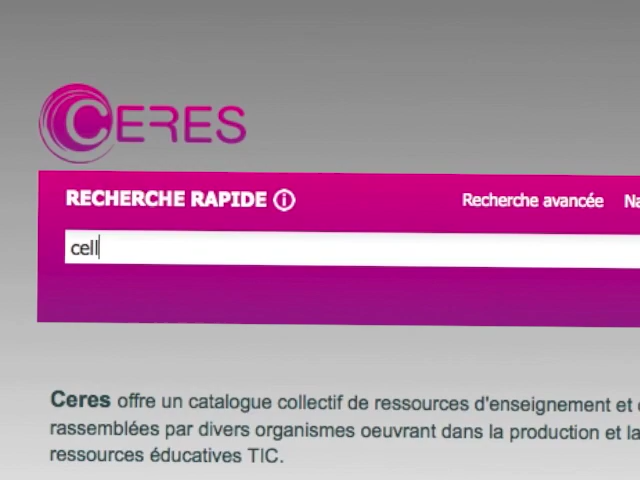 CERES
RECHERCHE RAPIDE Recherche avancée
cell
Ceres offre un catalogue collectif de ressources d'enseignement et
rassemblées par divers organismes oeuvrant dans la production et la
ressources éducatives TIC.